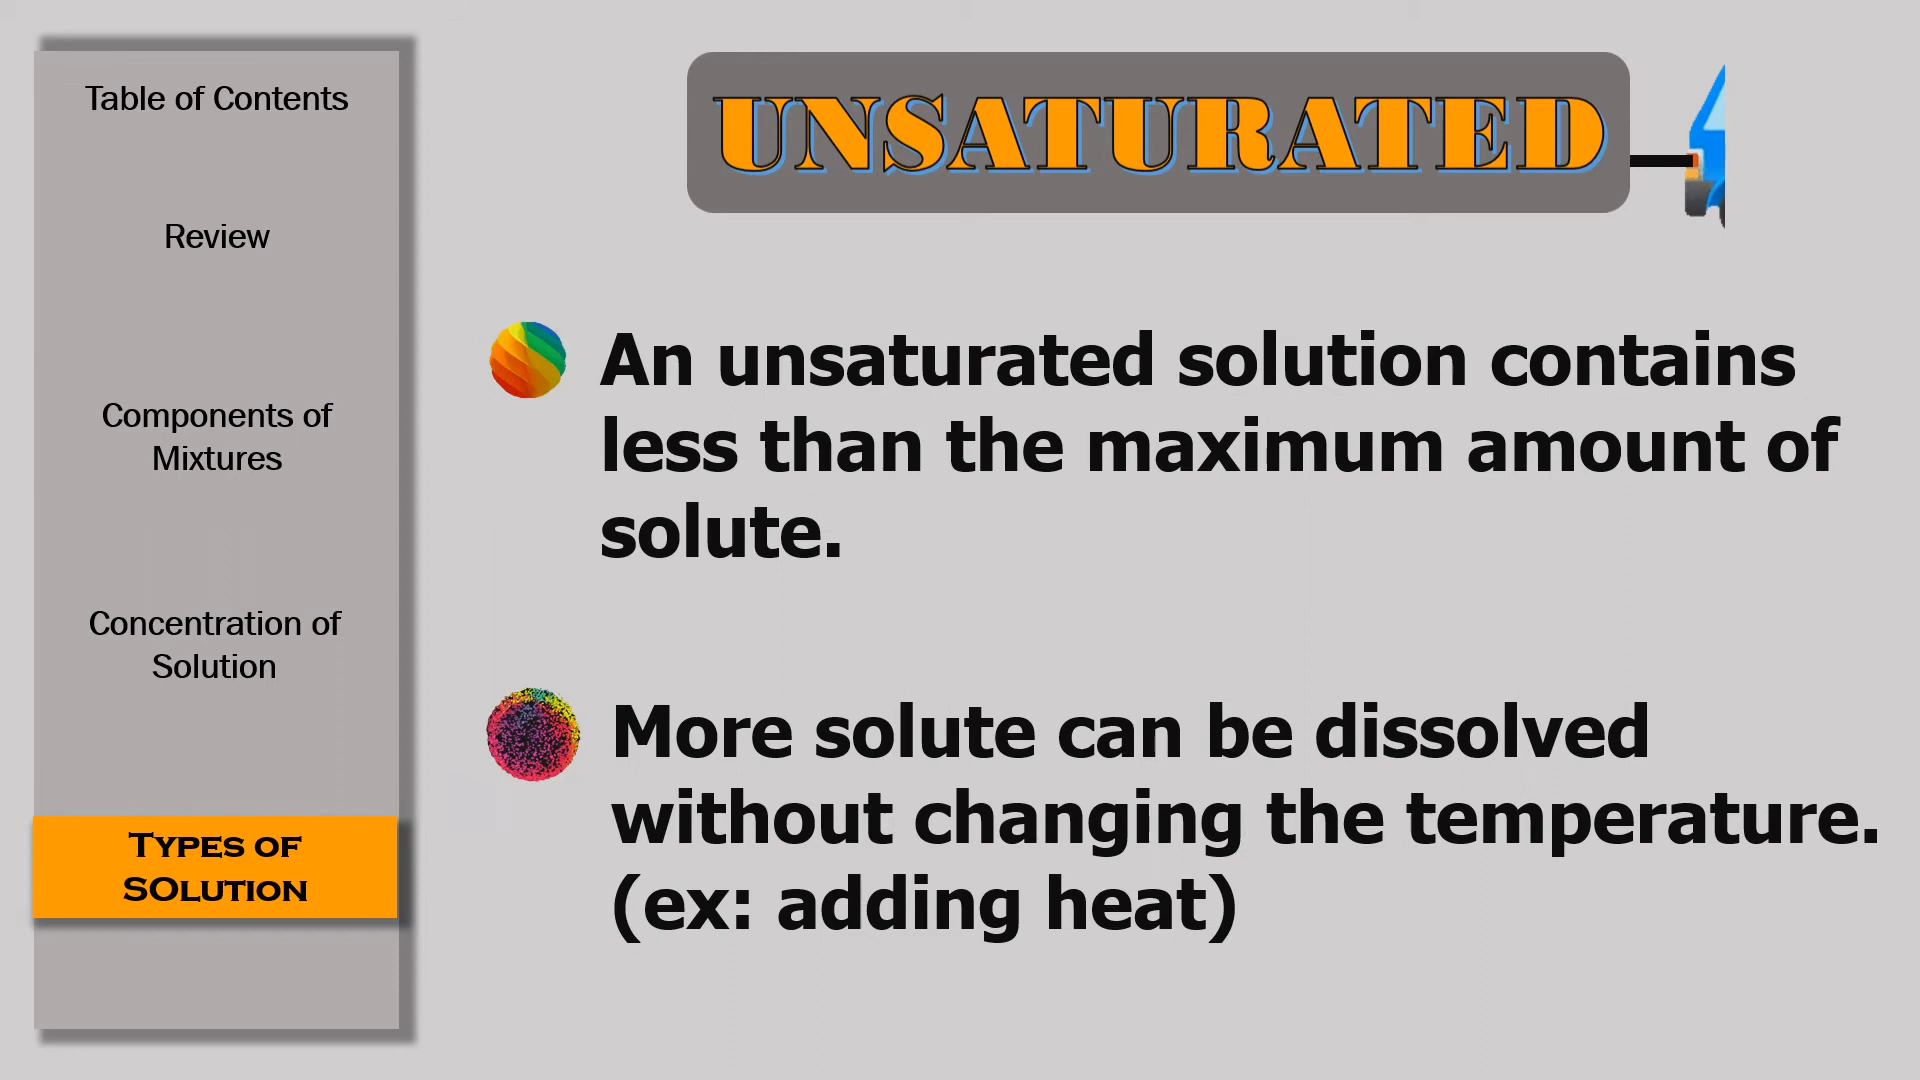 Table of Contents
Review
Components of
Mixtures
Concentration of
Solution
Types of
SOlution
UNSATURATED
An unsaturated solution contains
less than the maximum amount of
solute.
More solute can be dissolved
without changing the temperature.
(ex: adding heat)